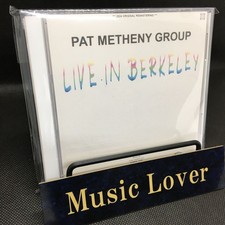 PAT METHENY GROUP
LIVE IN BERKELEY
Music Lover